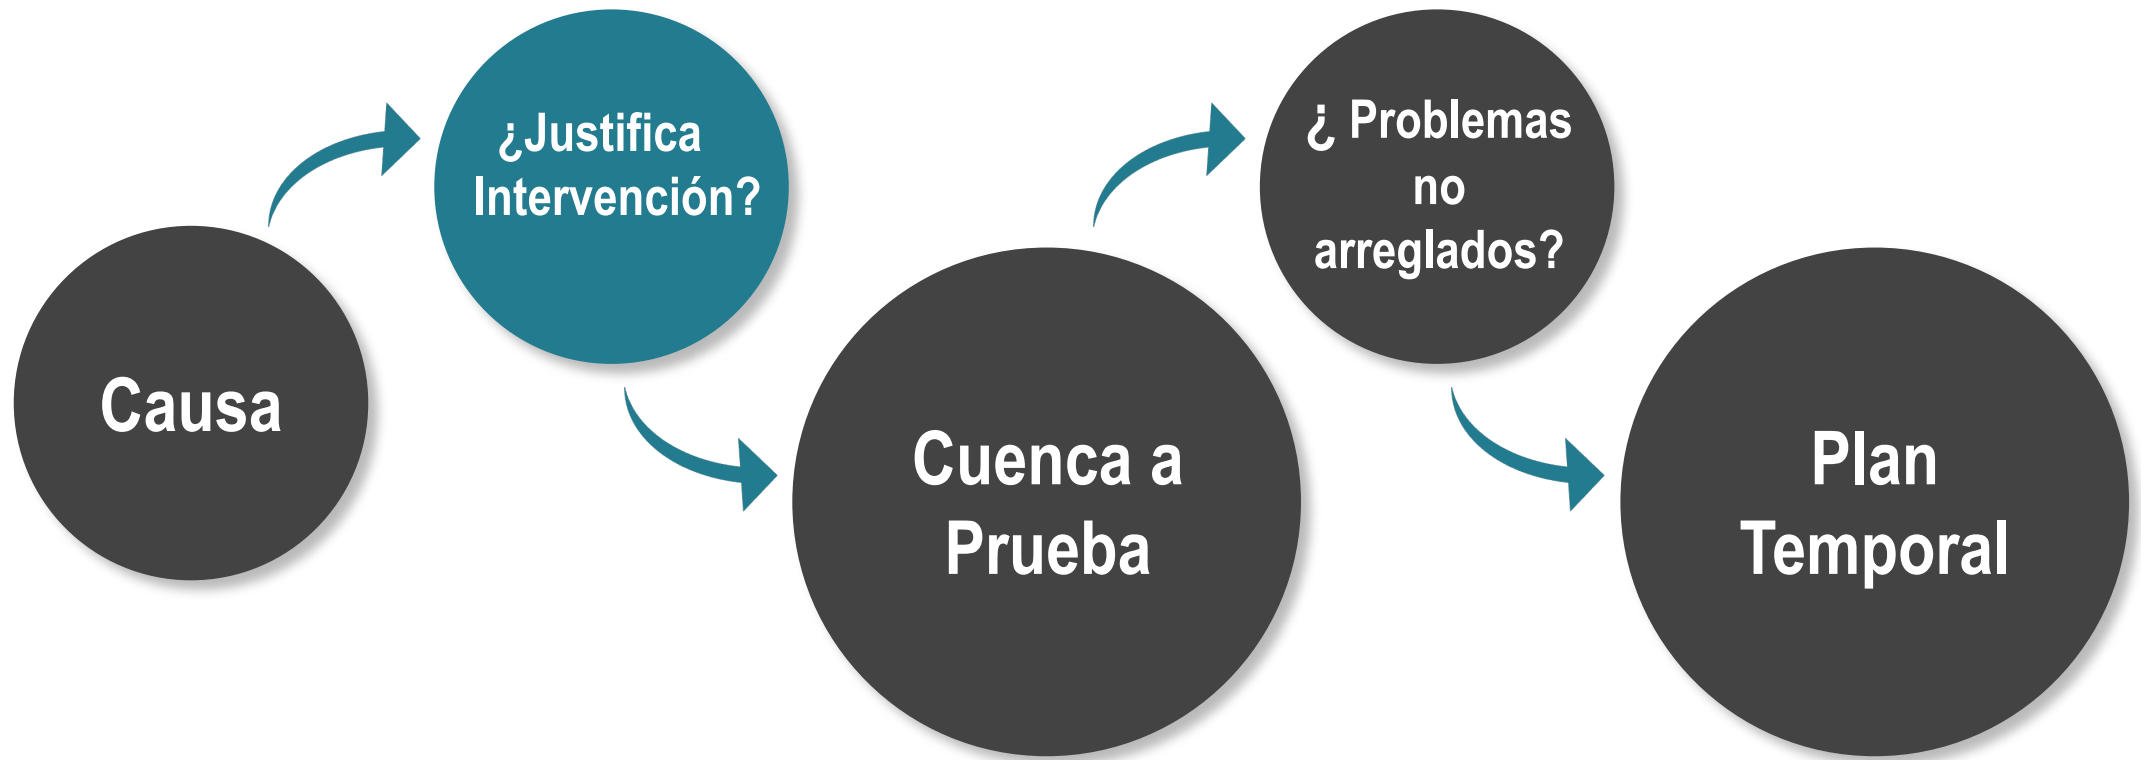 Causa
¿Justifica
Intervención?
Cuenca a
Prueba
¿ Problemas
no
arreglados?
Plan
Temporal